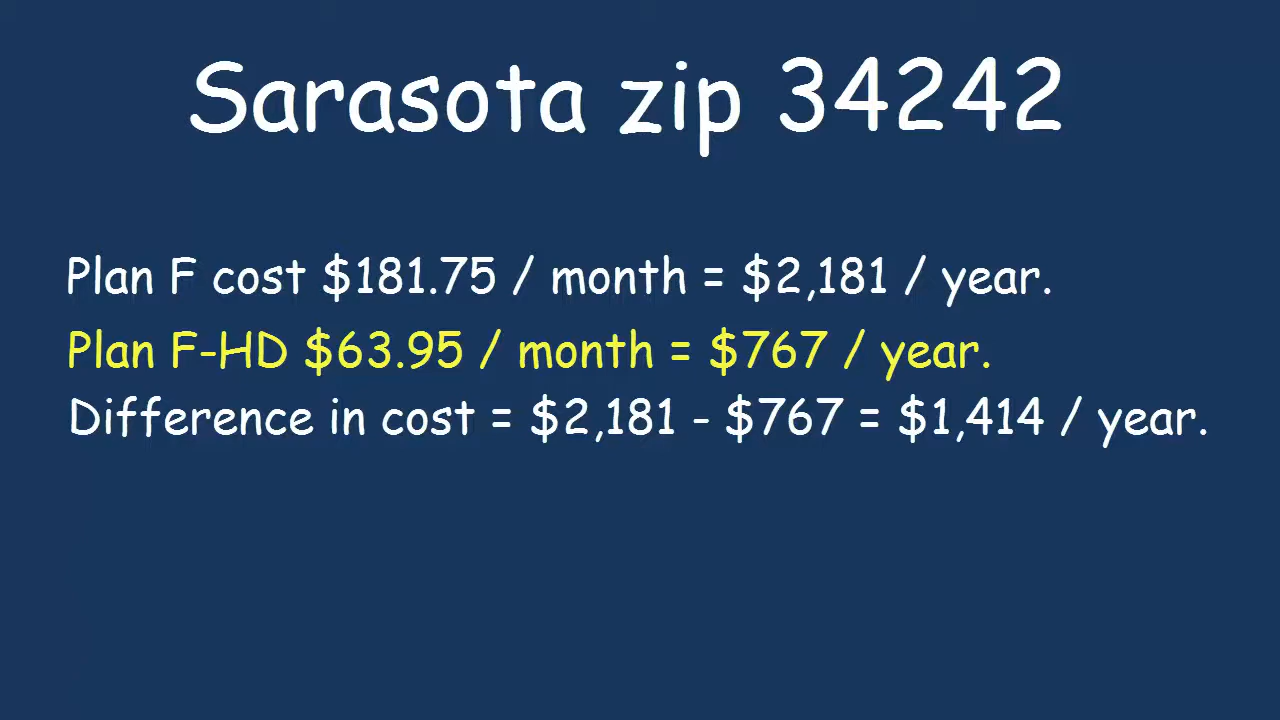 Sarasota zip 34242
Plan F cost $181.75 / month = $2,181 / year.
Plan F-HD $63.95 / month = $767 / year.
Difference in cost = $2,181 - $767 = $1,414 / year.